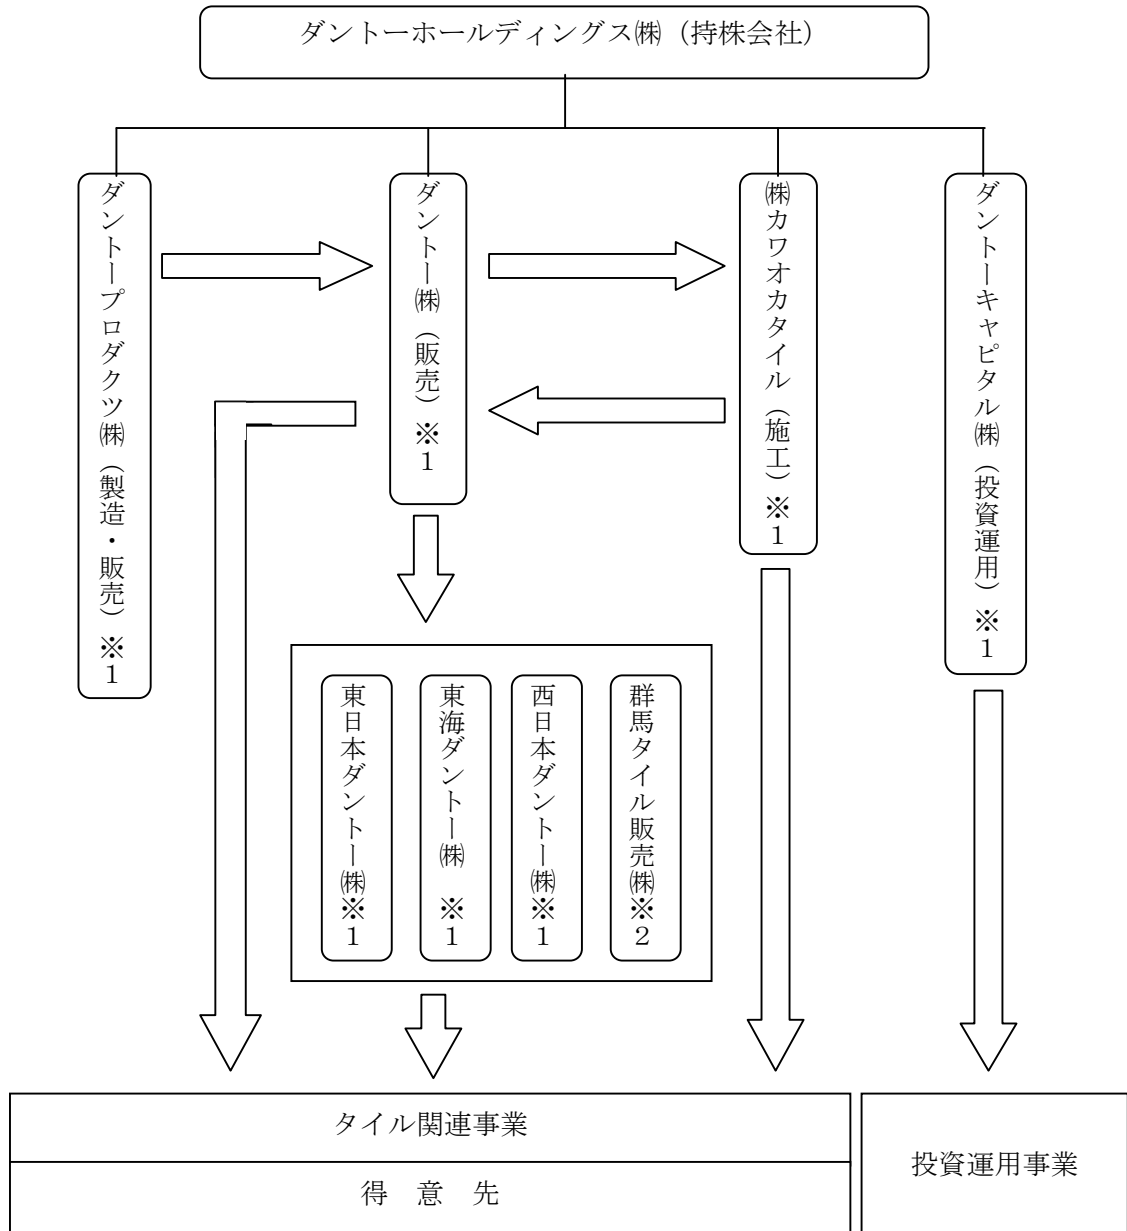 ダントーホールディングス㈱（持株会社）
ダントープロダクツ㈱（製造・販売）※１
ダントー㈱（販売）※１
㈱カワオカタイル（施工）※１
ダントーキャピタル㈱（投資運用）※１
東日本ダントー㈱※１
東海ダントー㈱　※１
西日本ダントー㈱※１
群馬タイル販売㈱※２
タイル関連事業
得　意　先
投資運用事業